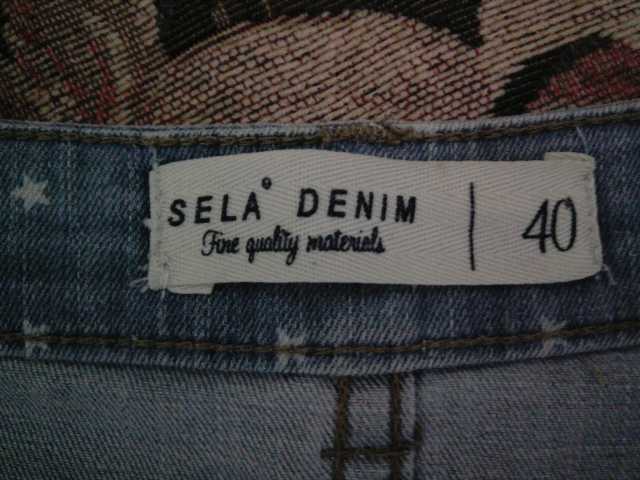 SELA® DENIM | 40
Fine quality materials